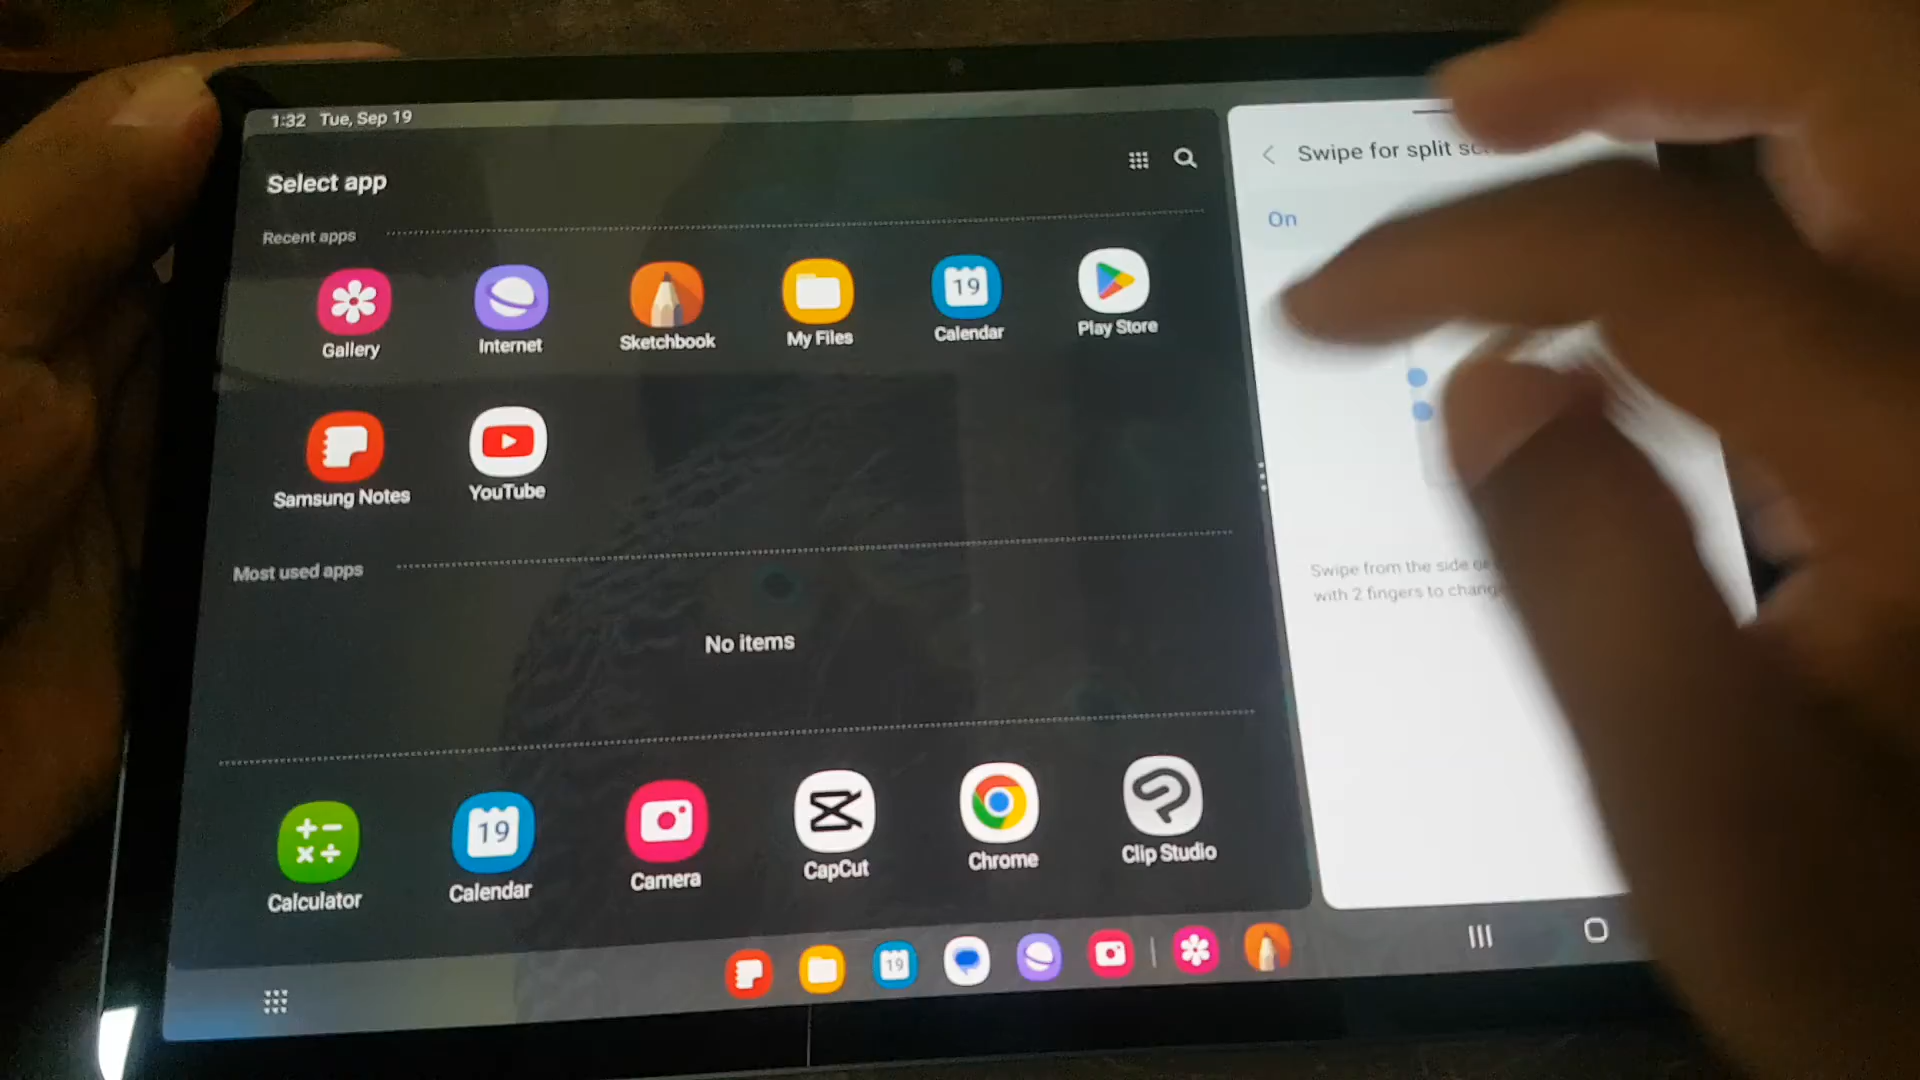 1:32 Tue, Sep 19
Select app
Recent apps
Gallery
Internet
Sketchbook
My Files
19
Calendar
Play Store
Samsung Notes
YouTube
Most used apps
No items
Calculator
19
Calendar
Camera
CapCut
Chrome
Clip Studio
19
Swipe for split
On
Swipe from the side
with 2 fingers to